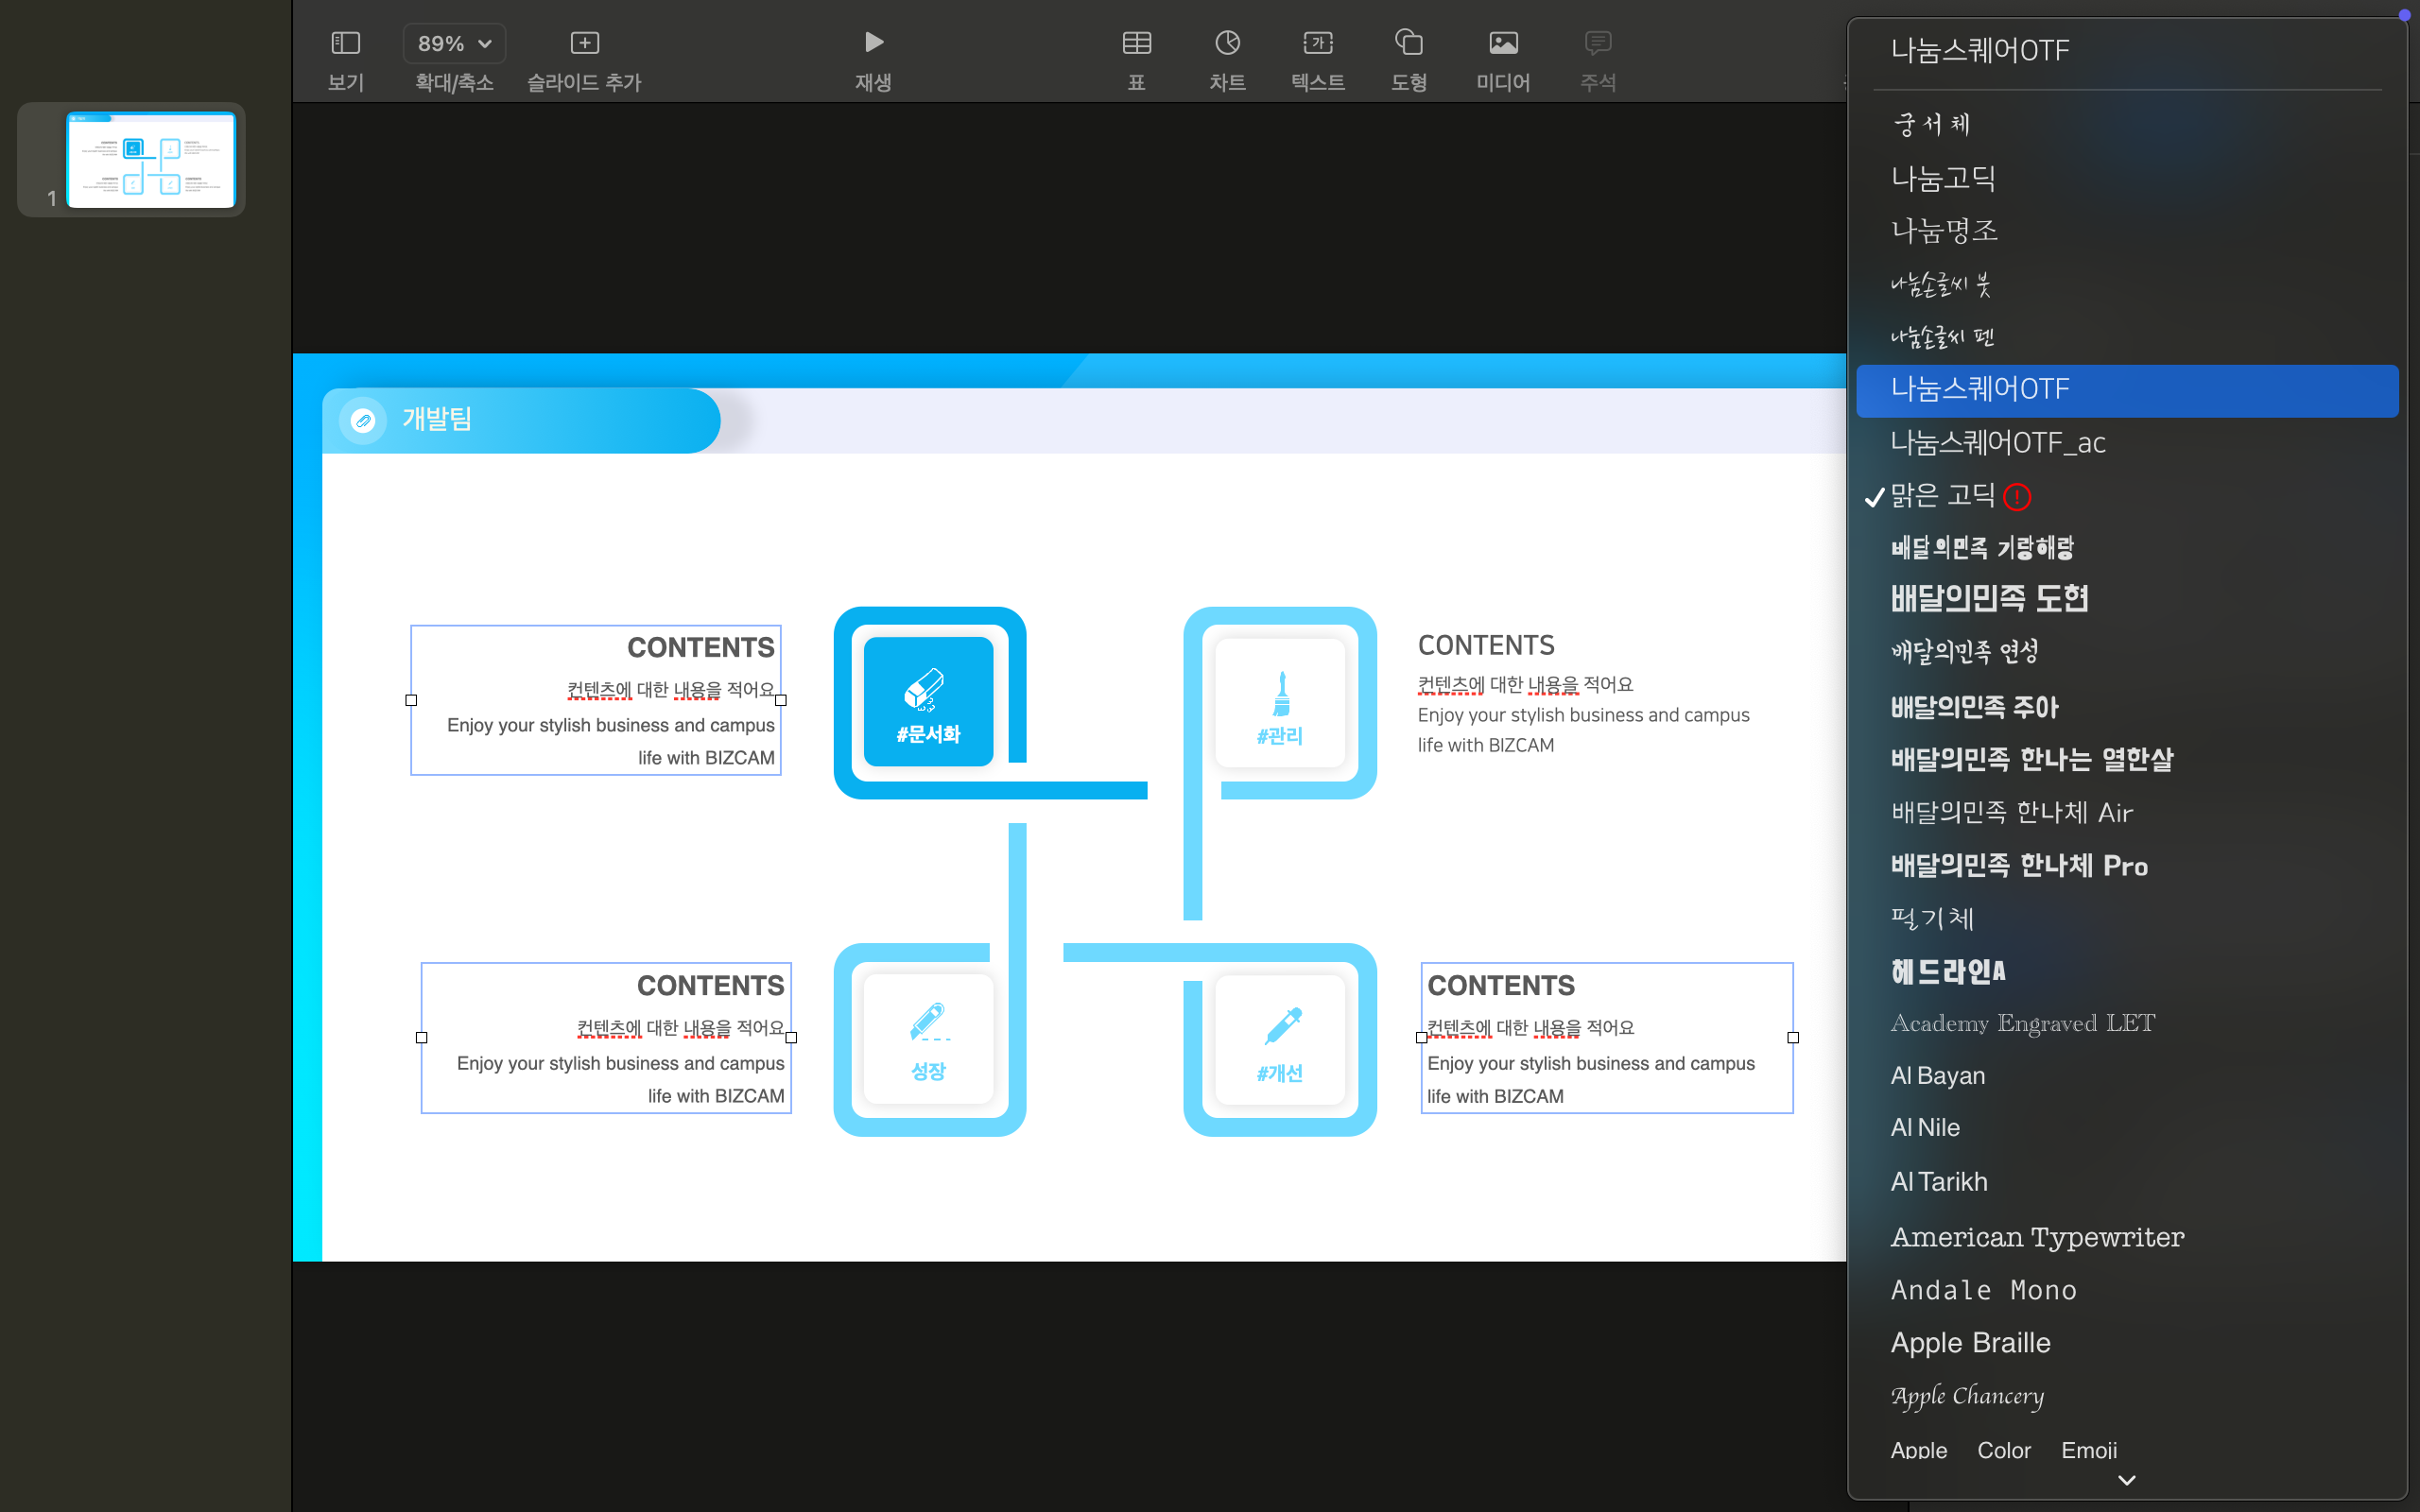 보기
89%
확대/축소
슬라이드 추가
재생
표
차트
텍스트
도형
미디어
주석
1
개발팀
CONTENTS
컨텐츠에 대한 내용을 적어요
Enjoy your stylish business and campus
life with BIZCAM
#문서화
#관리
CONTENTS
컨텐츠에 대한 내용을 적어요
Enjoy your stylish business and campus
life with BIZCAM
CONTENTS
컨텐츠에 대한 내용을 적어요
Enjoy your stylish business and campus
life with BIZCAM
성장
#개선
CONTENTS
컨텐츠에 대한 내용을 적어요
Enjoy your stylish business and campus
life with BIZCAM
나눔스퀘어OTF
궁서체
나눔고딕
나눔명조
나눔손글씨 붓
나눔손글씨 펜
나눔스퀘어OTF
나눔스퀘어OTF_ac
맑은 고딕
배달의민족 기랑해랑
배달의민족 도현
배달의민족 연성
배달의민족 주아
배달의민족 한나는 열한살
배달의민족 한나체 Air
배달의민족 한나체 Pro
필기체
헤드라인A
Academy Engraved LET
Al Bayan
Al Nile
Al Tarikh
American Typewriter
Andale Mono
Apple Braille
Apple Chancery
Apple Color Emoji